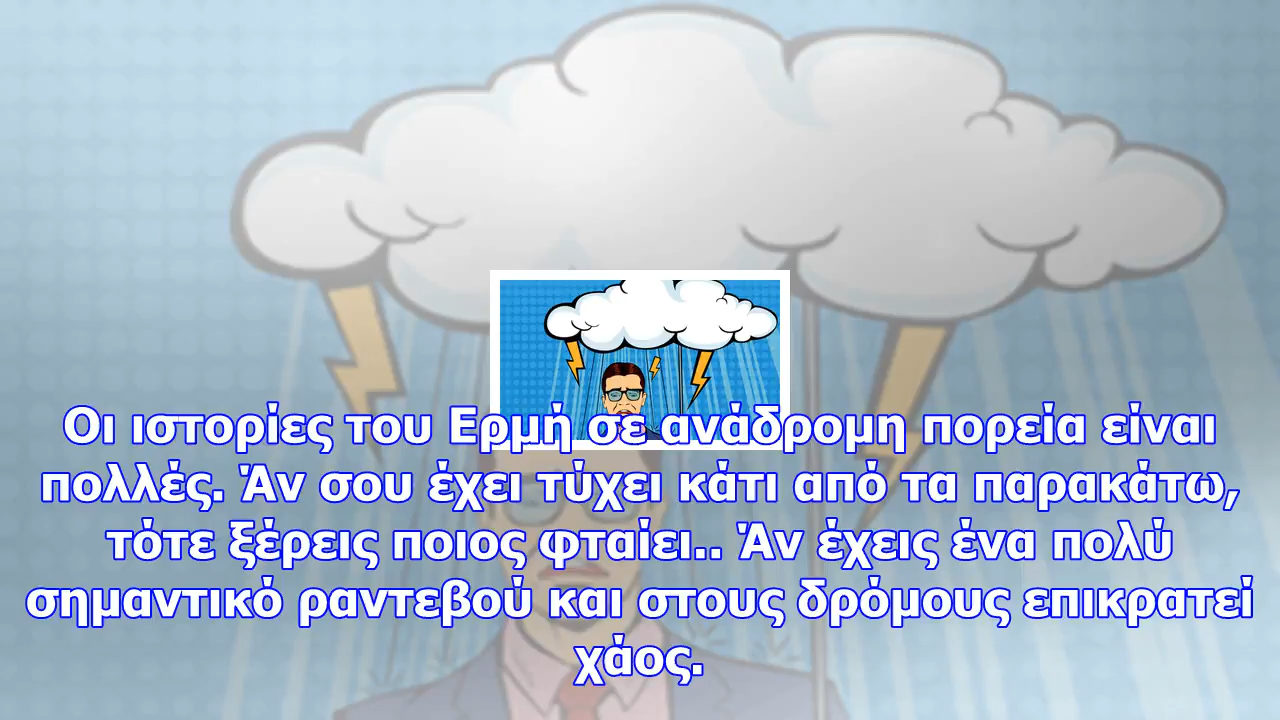 Οι ιστορίες του Ερμή σε ανάδρομη πορεία είναι
πολλές. Άν σου έχει τύχει κάτι από τα παρακάτω,
τότε ξέρεις ποιος φταίει.. Άν έχεις ένα πολύ
σημαντικό ραντεβού και στους δρόμους επικρατεί
χάος.